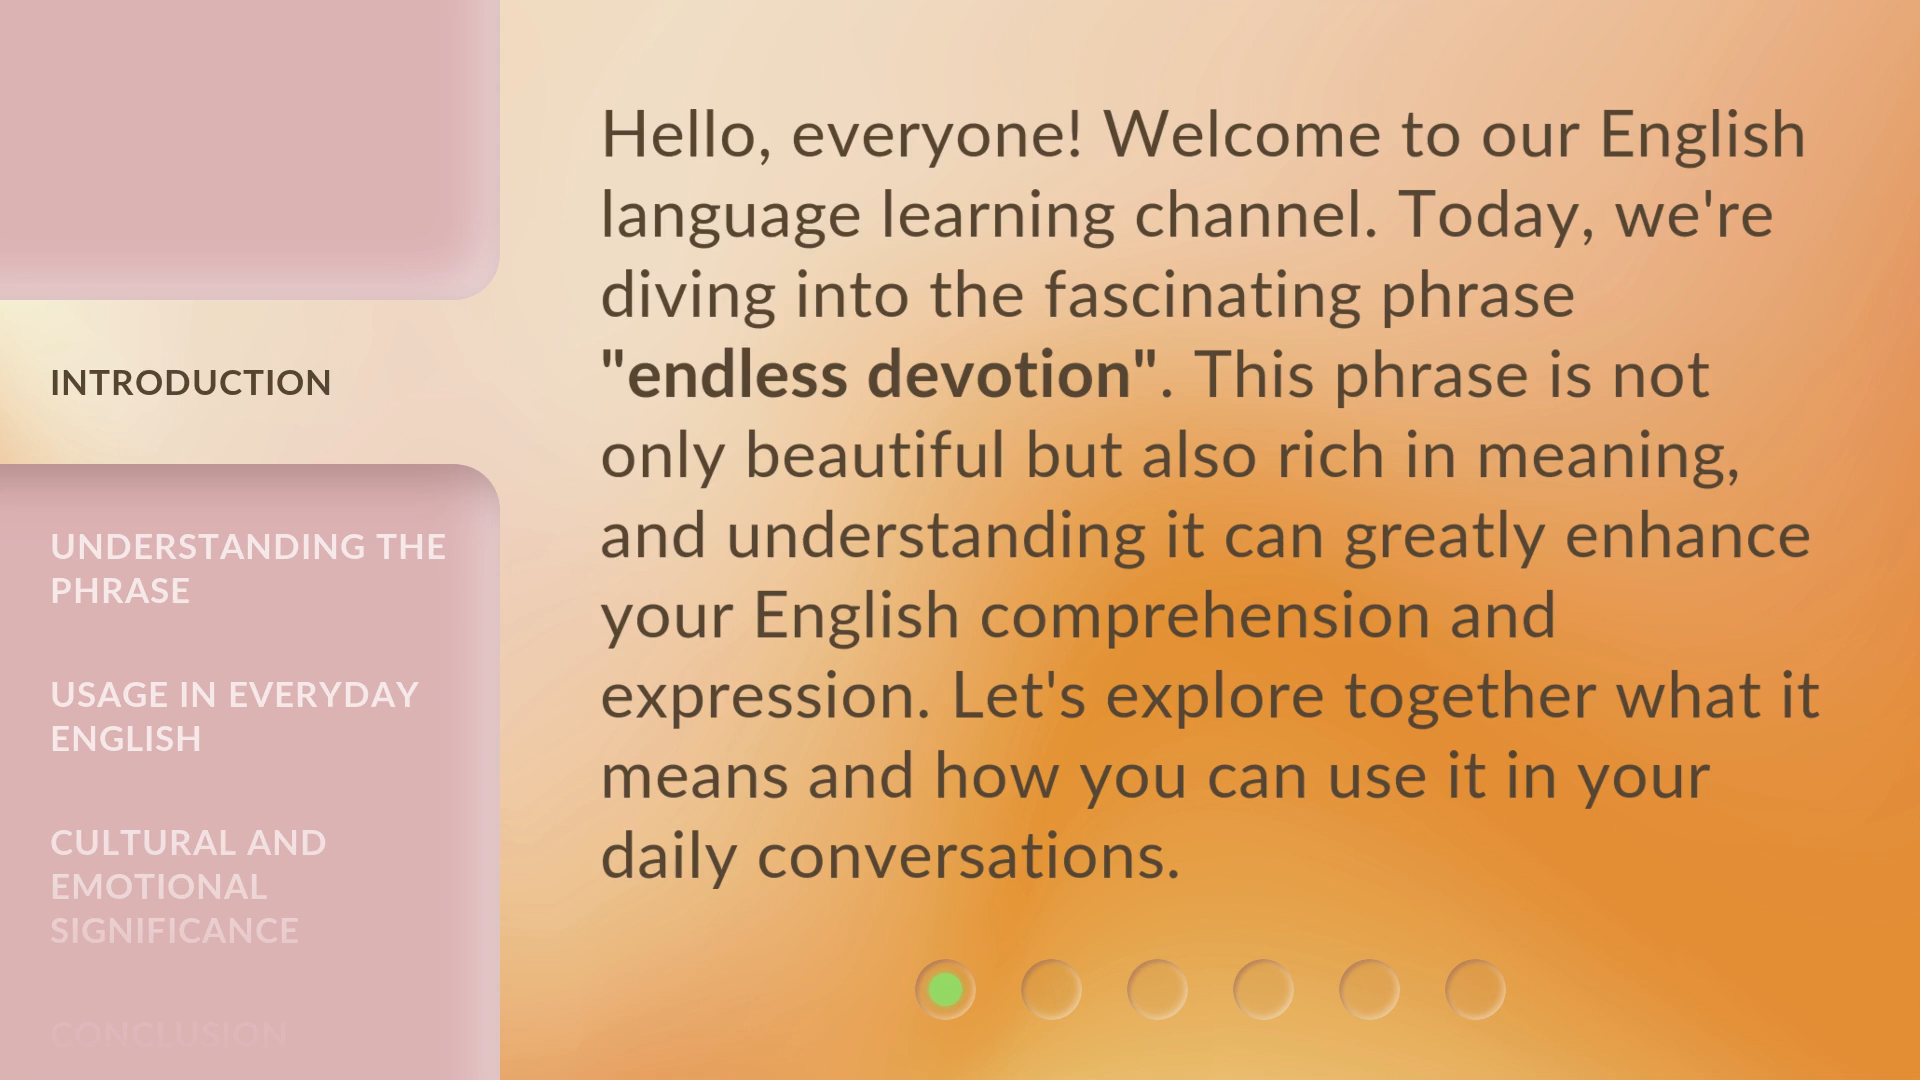 INTRODUCTION
UNDERSTANDING THE
PHRASE
USAGE IN EVERYDAY
ENGLISH
CULTURAL AND
EMOTIONAL
SIGNIFICANCE
CONCLUSION
Hello, everyone! Welcome to our English
language learning channel. Today, we're
diving into the fascinating phrase
"endless devotion". This phrase is not
only beautiful but also rich in meaning,
and understanding it can greatly enhance
your English comprehension and
expression. Let's explore together what it
means and how you can use it in your
daily conversations.